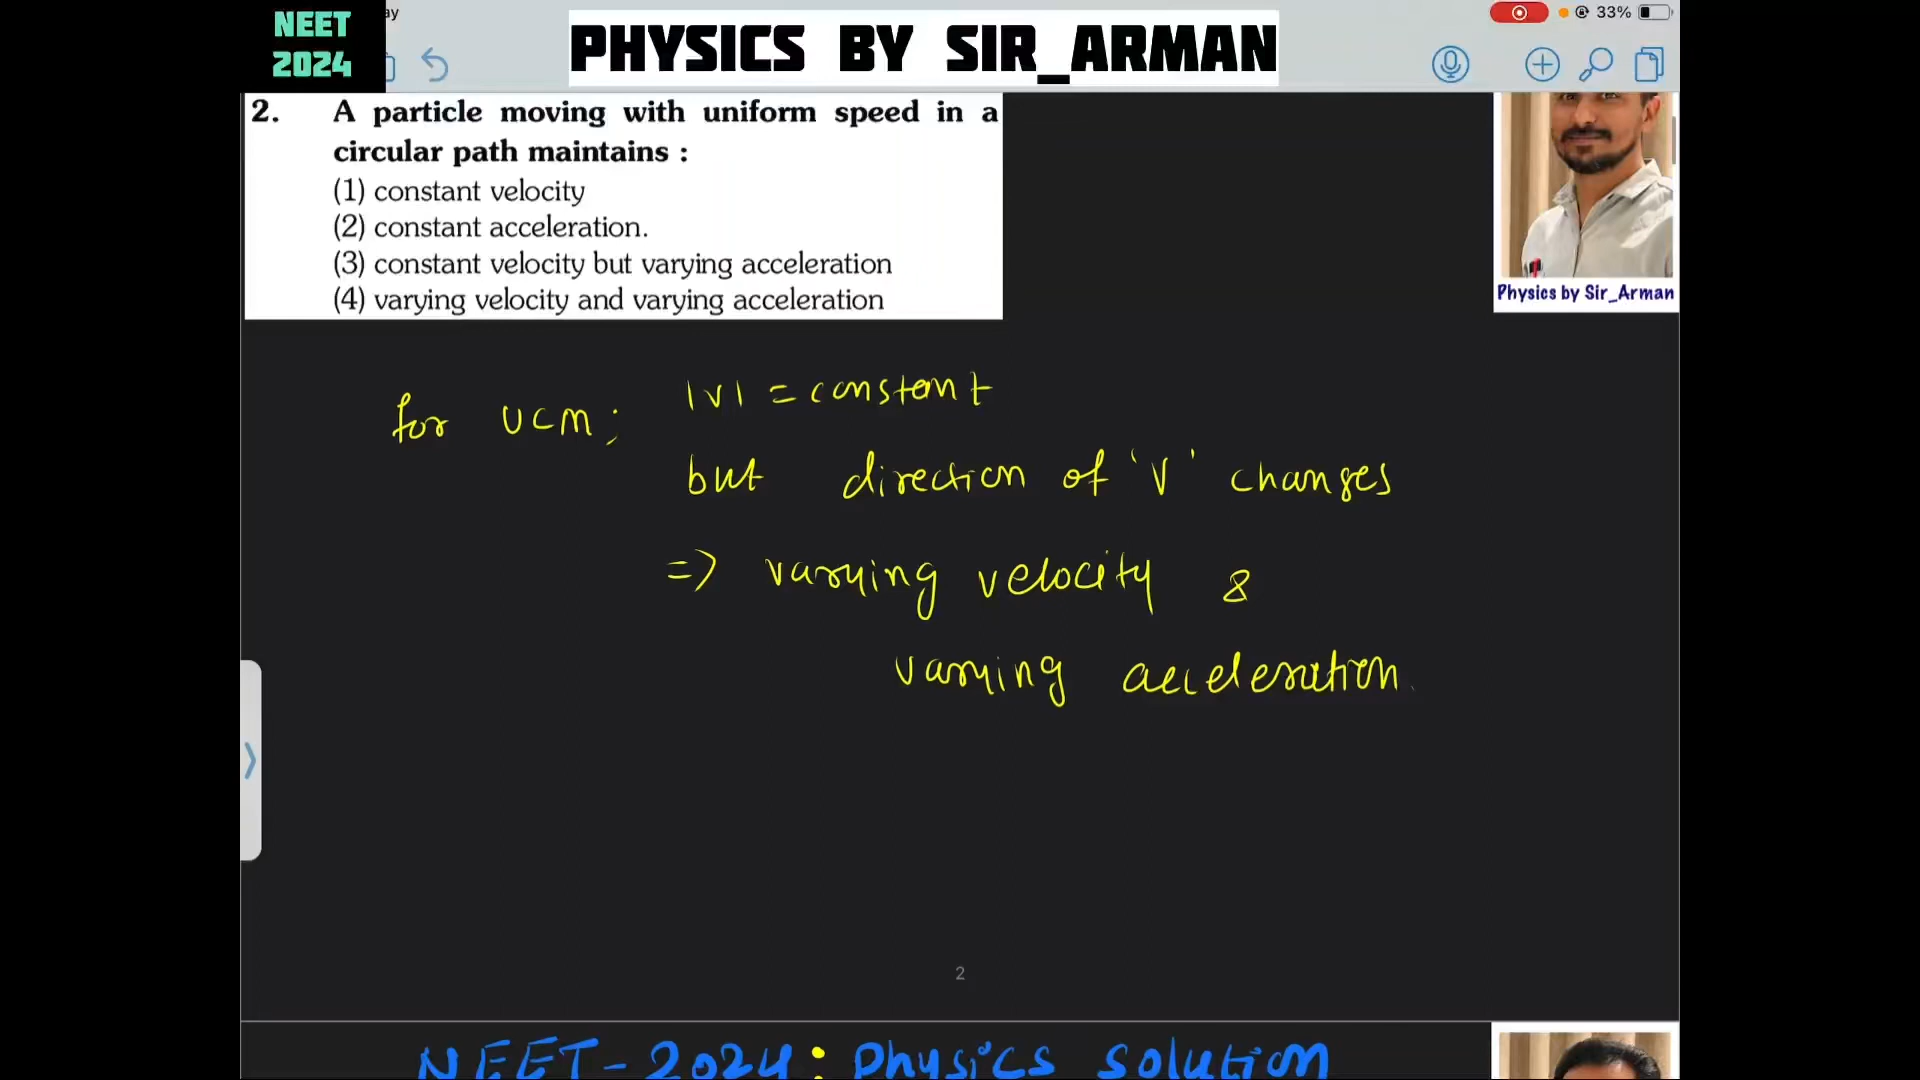 NEET
2024
ay
PHYSICS BY SIR_ARMAN
33%
2. A particle moving with uniform speed in a
circular path maintains :
(1) constant velocity
(2) constant acceleration.
(3) constant velocity but varying acceleration
(4) varying velocity and varying acceleration
Physics by Sir_Arman
for UCM; |v| = constant
but direction of 'v' changes
=> varying velocity &
varying acceleration.
2
NEET-2024: Physics solution